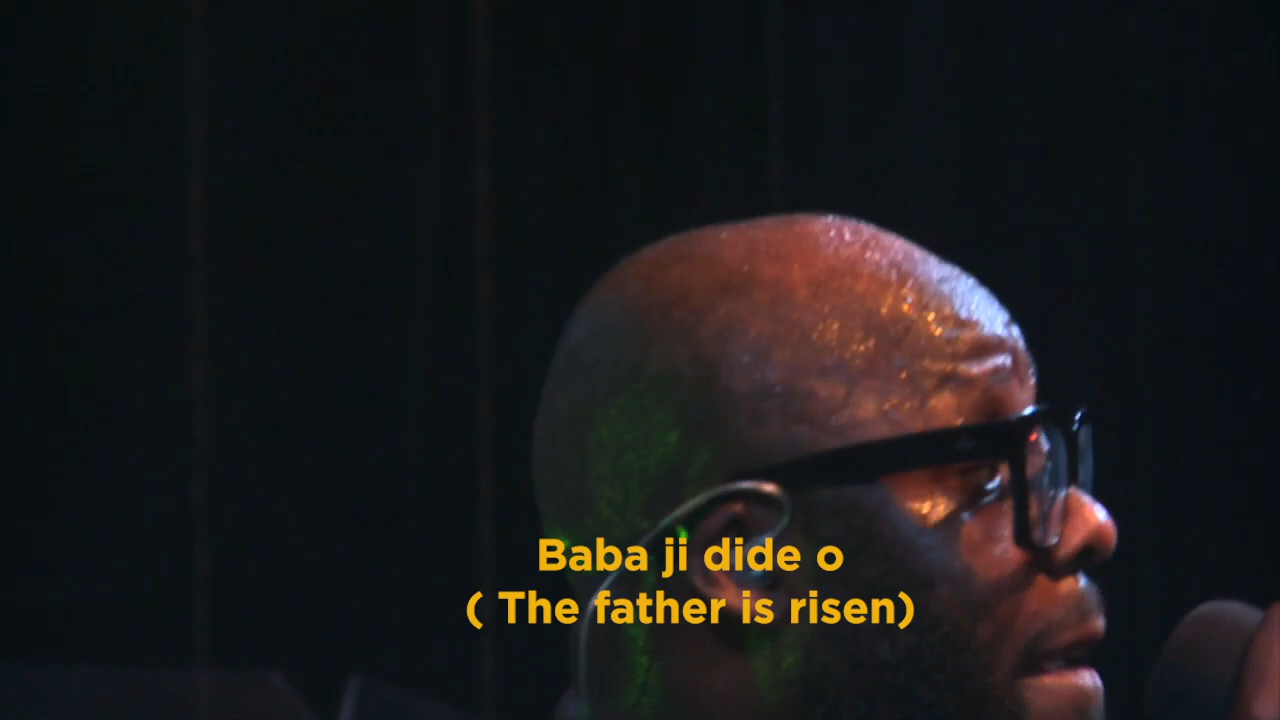 Baba ji dide o
( The father is risen)